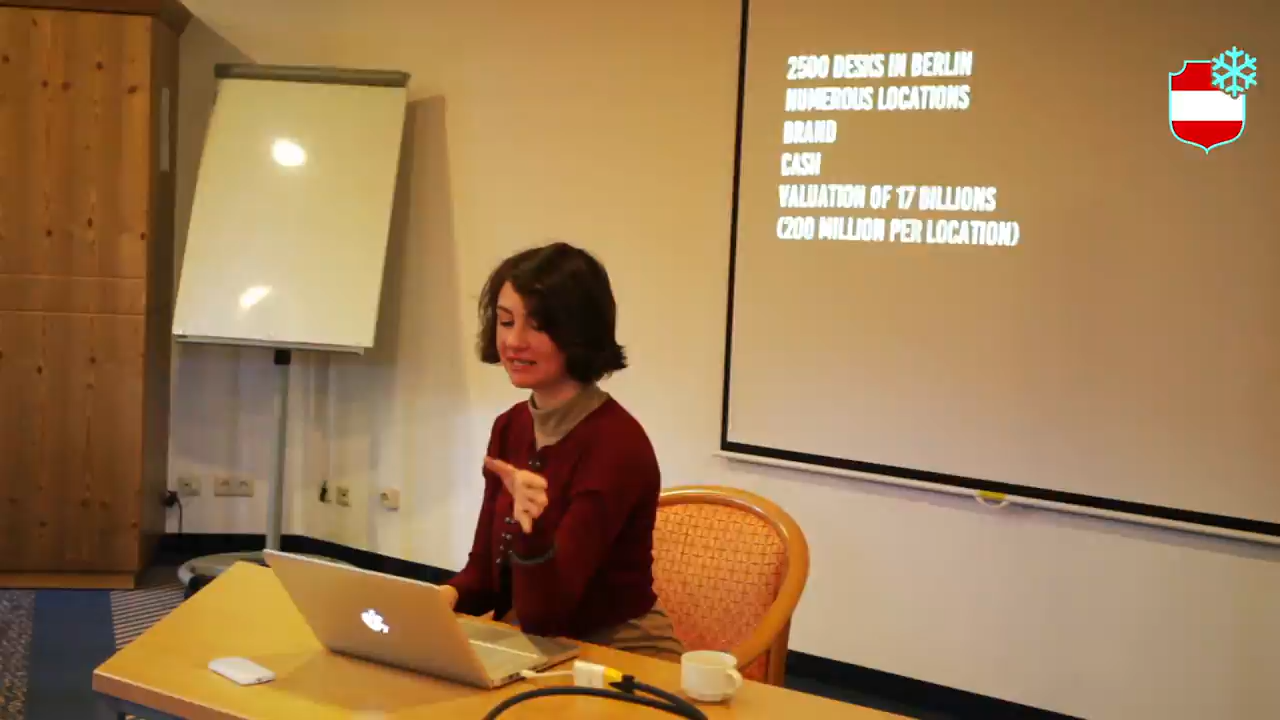 2500 DESKS IN BERLIN
NUMEROUS LOCATIONS
BRAND
CASH
VALUATION OF 17 BILLIONS
(200 MILLION PER LOCATION)